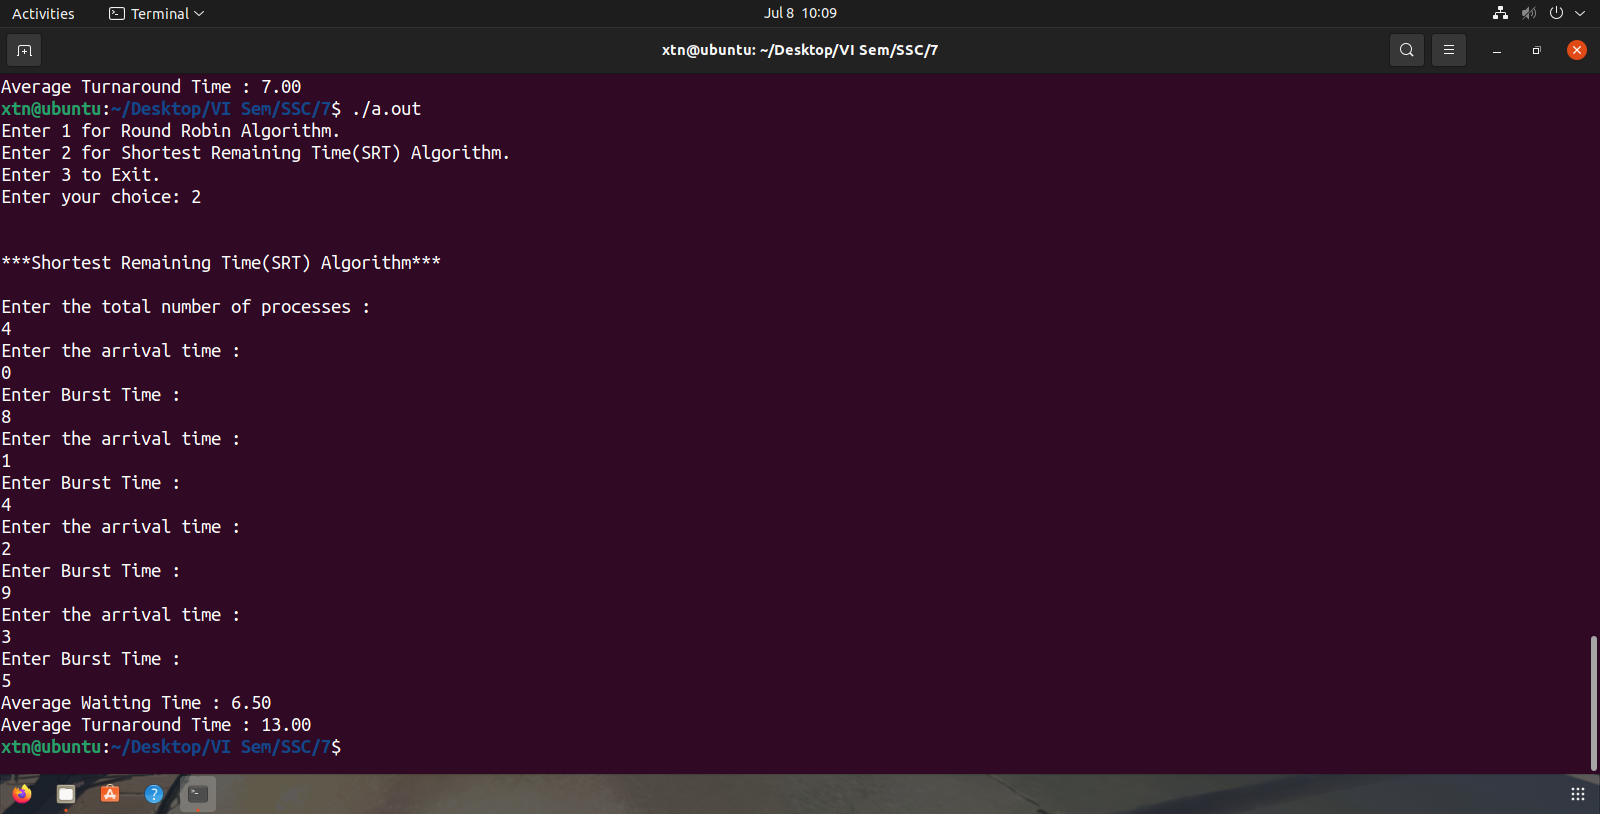 Activities Terminal Jul 8 10:09
xtn@ubuntu: ~/Desktop/VI Sem/SSC/7
Average Turnaround Time : 7.00
xtn@ubuntu:~/Desktop/VI Sem/SSC/7$ ./a.out
Enter 1 for Round Robin Algorithm.
Enter 2 for Shortest Remaining Time(SRT) Algorithm.
Enter 3 to Exit.
Enter your choice: 2
***Shortest Remaining Time(SRT) Algorithm***
Enter the total number of processes :
4
Enter the arrival time :
0
Enter Burst Time :
8
Enter the arrival time :
1
Enter Burst Time :
4
Enter the arrival time :
2
Enter Burst Time :
9
Enter the arrival time :
3
Enter Burst Time :
5
Average Waiting Time : 6.50
Average Turnaround Time : 13.00
xtn@ubuntu:~/Desktop/VI Sem/SSC/7$